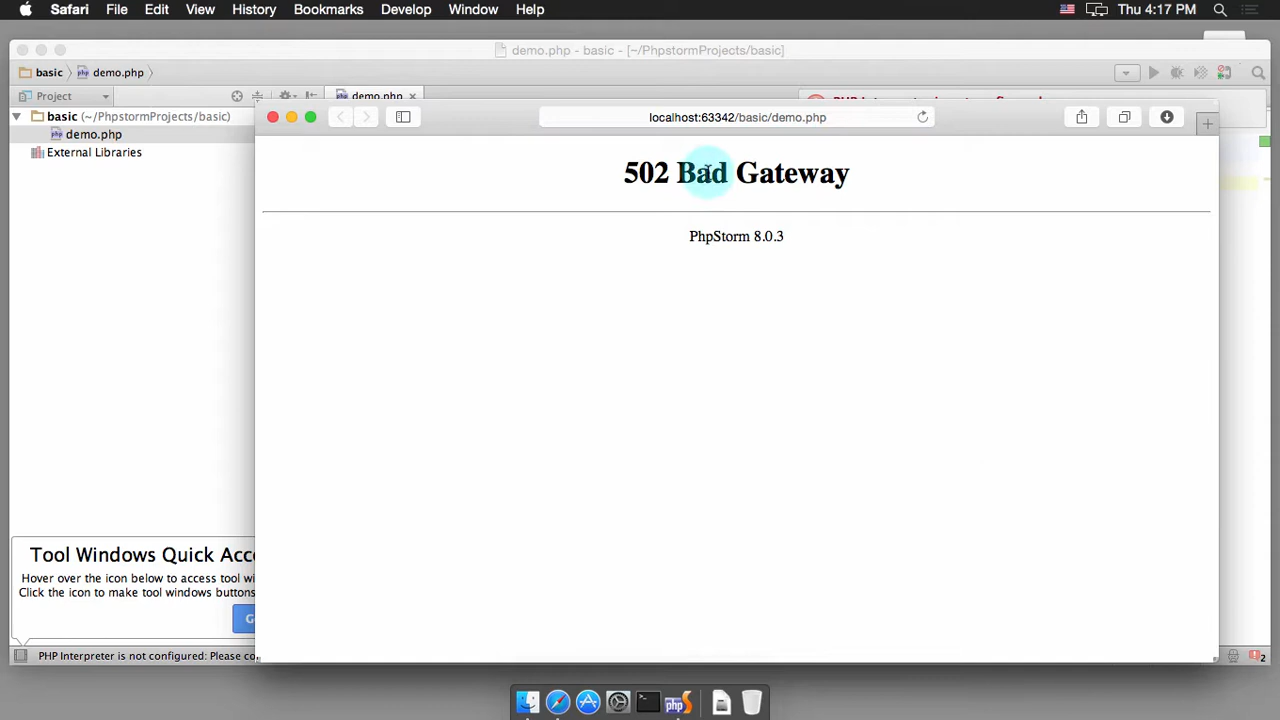 Safari File Edit View History Bookmarks Develop Window Help Thu 4:17 PM
demo.php - basic - [~/PhpstormProjects/basic]
basic demo.php
Project demo.php
basic (~/PhpstormProjects/basic)
localhost:63342/basic/demo.php
demo.php
External Libraries
502 Bad Gateway
PhpStorm 8.0.3
Tool Windows Quick Acc
Hover over the icon below to access tool wi
Click the icon to make tool windows buttons
G
PHP Interpreter is not configured: Please co
2
php